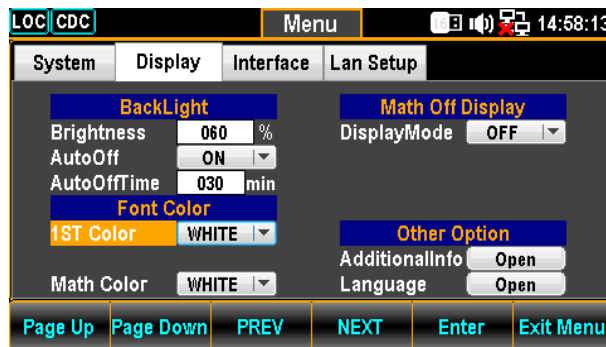 LOC CDC Menu 16 14:58:13
System Display Interface Lan Setup
BackLight
Brightness 060 %
AutoOff ON
AutoOffTime 030 min
Font Color
1ST Color WHITE
Math Color WHITE
Math Off Display
DisplayMode OFF
Other Option
AdditionalInfo Open
Language Open
Page Up Page Down PREV NEXT Enter Exit Menu